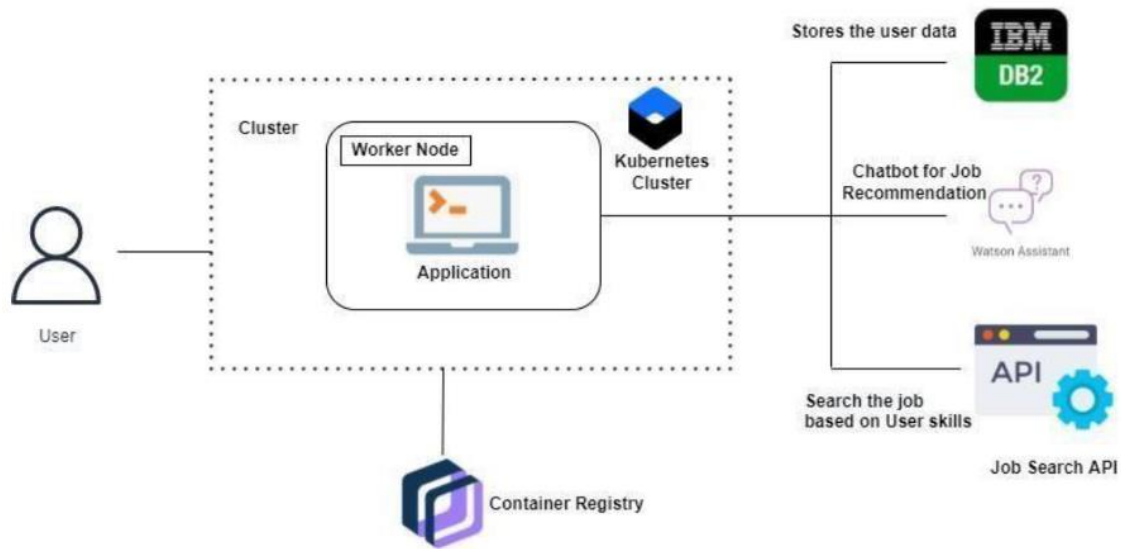 Stores the user data
IBM
DB2
Cluster
Worker Node
Kubernetes
Cluster
Application
Chatbot for Job
Recommendation
?
Watson Assistant
User
API
Search the job
based on User skills
Job Search API
Container Registry